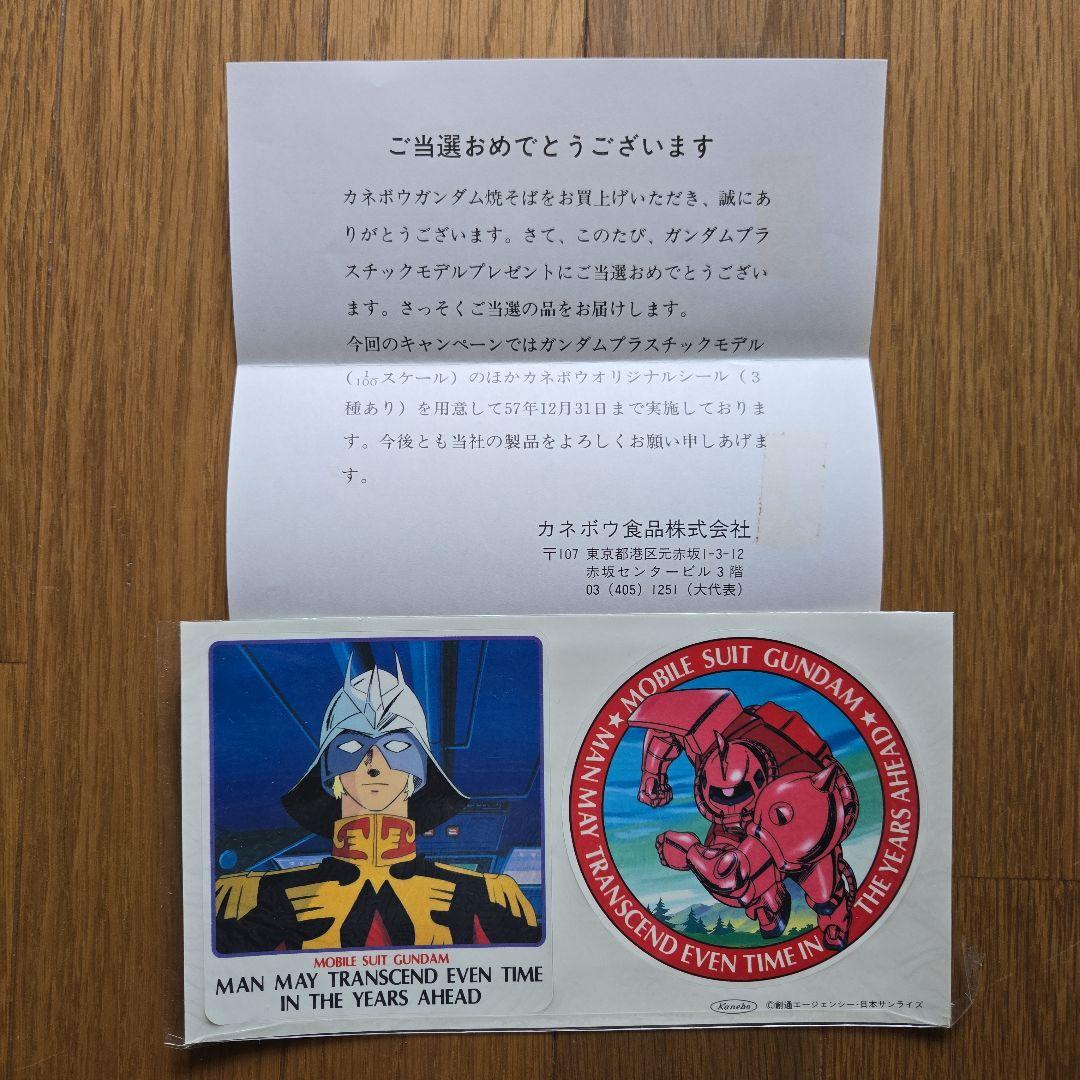 ご当選おめでとうございます
カネボウガンダム焼そばをお買上げいただき、誠にあ
りがとうございます。さて、このたび、ガンダムプラ
スチックモデルプレゼントにご当選おめでとうござい
ます。さっそくご当選の品をお届けします。
今回のキャンペーンではガンダムプラスチックモデル
(1/100スケール)のほかカネボウオリジナルシール(3
種あり)を用意して57年12月31日まで実施しておりま
す。今後とも当社の製品をよろしくお願い申しあげま
す。
カネボウ食品株式会社
〒107 東京都港区元赤坂1-3-12
赤坂センタービル3階
03(405)1251(大代表)
MOBILE SUIT GUNDAM
MAN MAY TRANSCEND EVEN TIME
IN THE YEARS AHEAD
★MOBILE SUIT GUNDAM★
MAN MAY TRANSCEND EVEN TIME IN THE YEARS AHEAD
Kanebo ©創通エージェンシー・日本サンライズ